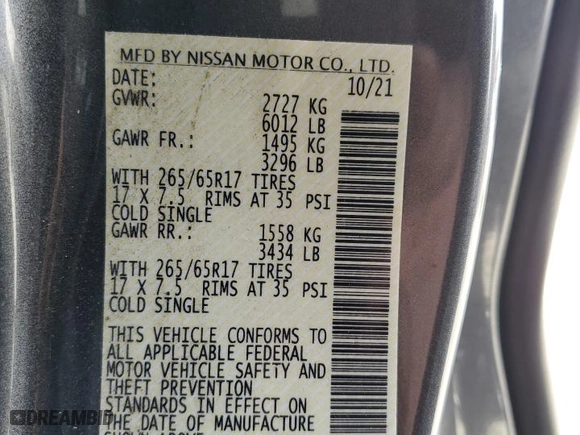 MFD BY NISSAN MOTOR CO., LTD.
DATE: 10/21
GVWR: 2727 KG
6012 LB
GAWR FR.: 1495 KG
3296 LB
WITH 265/65R17 TIRES
17 X 7.5 RIMS AT 35 PSI
COLD SINGLE
GAWR RR.: 1558 KG
3434 LB
WITH 265/65R17 TIRES
17 X 7.5 RIMS AT 35 PSI
COLD SINGLE
THIS VEHICLE CONFORMS TO
ALL APPLICABLE FEDERAL
MOTOR VEHICLE SAFETY AND
THEFT PREVENTION
STANDARDS IN EFFECT ON
THE DATE OF MANUFACTURE
SHOWN ABOVE
DREAMBID